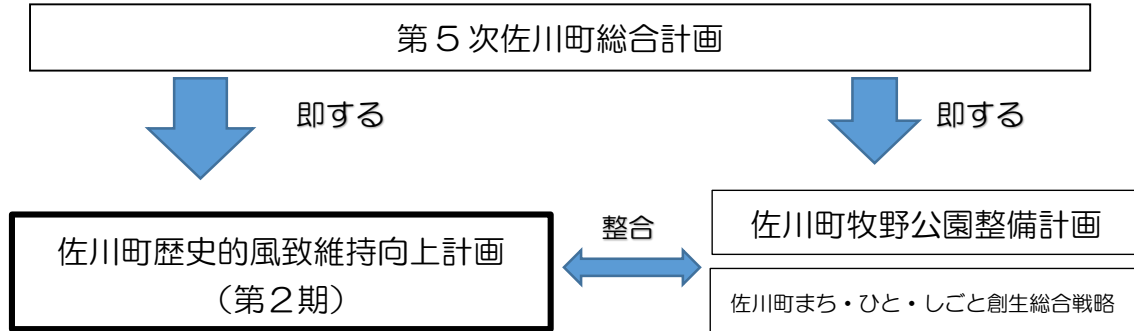 第５次佐川町総合計画
即する
即する
佐川町歴史的風致維持向上計画
（第２期）
整合
佐川町牧野公園整備計画
佐川町まち・ひと・しごと創生総合戦略